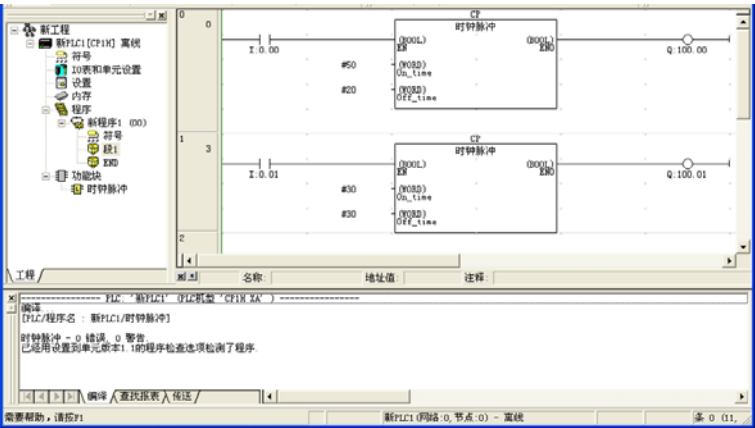 新工程
新PLC1[CP1H] 离线
符号
IO表和单元设置
设置
内存
程序
新程序1 (00)
符号
段1
END
功能块
时钟脉冲
工程
0
0
CP
时钟脉冲
I:0.00
(BOOL)
EN
(BOOL)
ENO
Q:100.00
#50
(WORD)
On_time
#20
(WORD)
Off_time
1
3
CP
时钟脉冲
I:0.01
(BOOL)
EN
(BOOL)
ENO
Q:100.01
#30
(WORD)
On_time
#30
(WORD)
Off_time
2
名称:
地址值:
注释:
---------------- PLC: '新PLC1' (PLC机型 'CP1H XA' ) ----------------
编译...
[PLC/程序名 : 新PLC1/时钟脉冲]
时钟脉冲 - 0 错误, 0 警告.
已经用设置到单元版本1.1的程序检查选项检测了程序.
编译
查找报表
传送
需要帮助，请按F1
新PLC1(网络:0,节点:0) - 离线
条 0 (11,